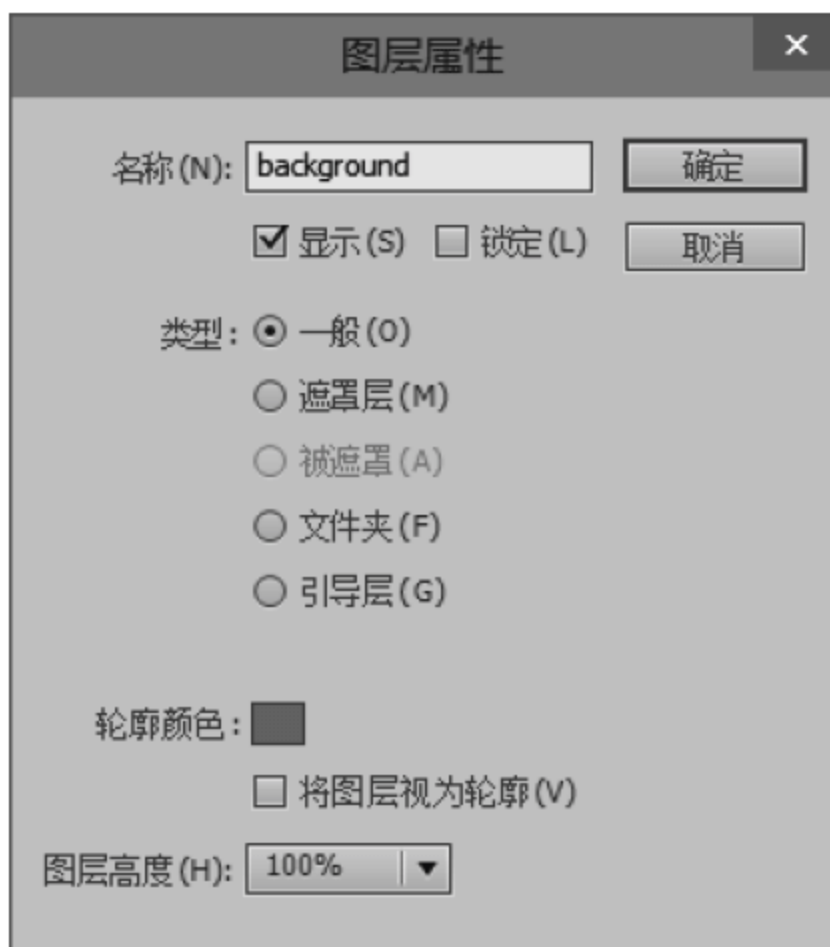 图层属性
名称(N): background 确定
显示(S) 锁定(L) 取消
类型: 一般(O)
遮罩层(M)
被遮罩(A)
文件夹(F)
引导层(G)
轮廓颜色:
将图层视为轮廓(V)
图层高度(H): 100%